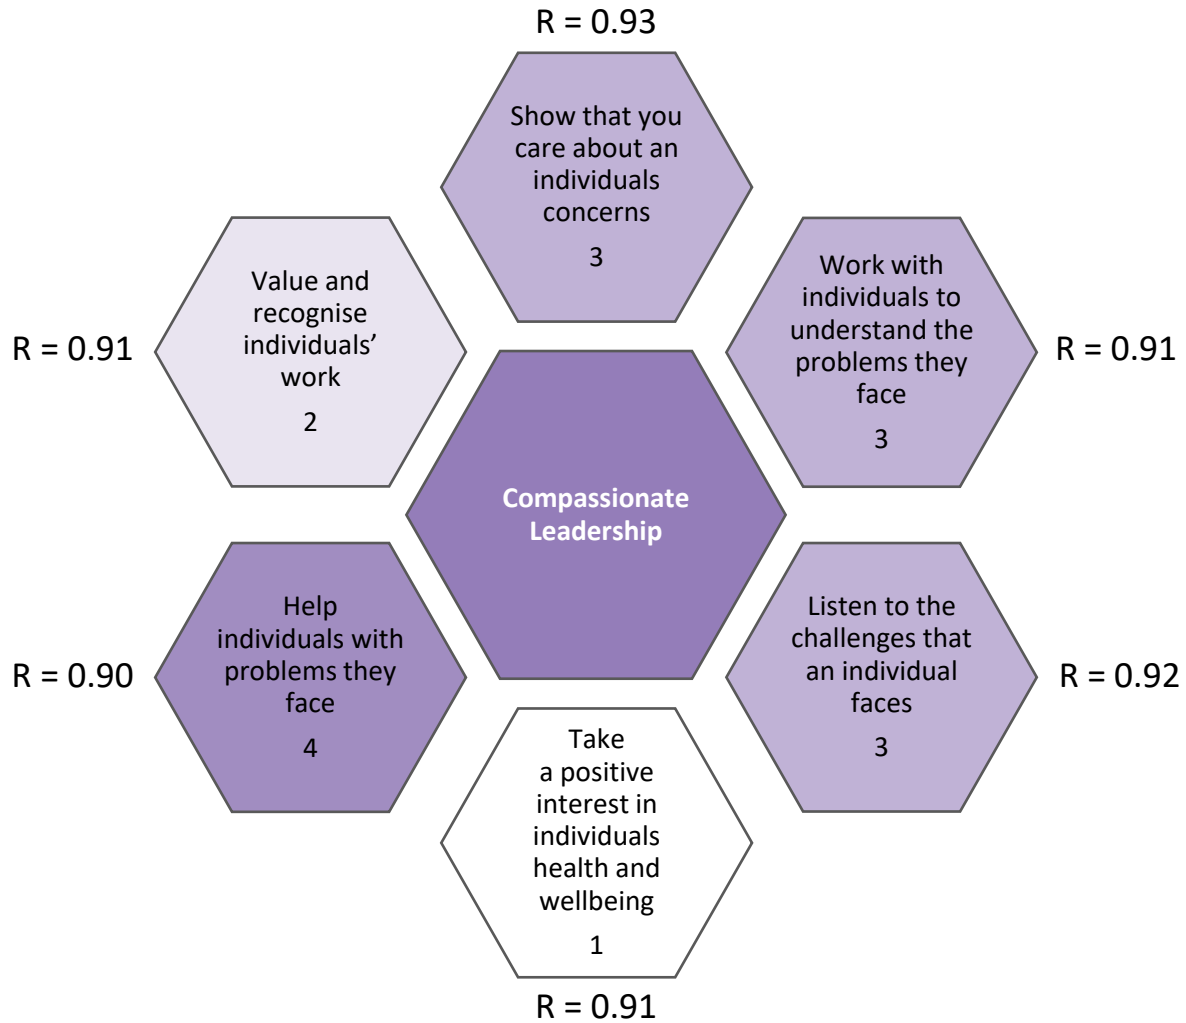 R = 0.93
Show that you
care about an
individuals
concerns
3
Value and
recognise
individuals’
work
2
R = 0.91
Work with
individuals to
understand the
problems they
face
3
R = 0.91
Compassionate
Leadership
Help
individuals with
problems they
face
4
R = 0.90
Listen to the
challenges that
an individual
faces
3
R = 0.92
Take
a positive
interest in
individuals
health and
wellbeing
1
R = 0.91